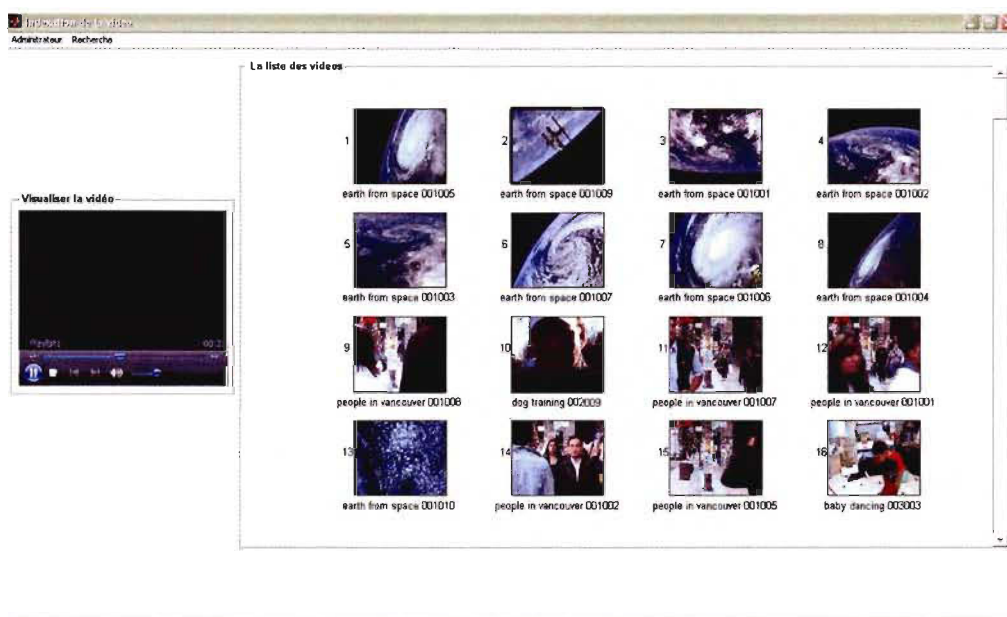 Indexation de la video
Administrateur Recherche
La liste des videos
1
2
3
4
earth from space 001005
earth from space 001009
earth from space 001001
earth from space 001002
Visualiser la vidéo
5
6
7
8
earth from space 001003
earth from space 001007
earth from space 001006
earth from space 001004
9
10
11
12
people in vancouver 001008
dog training 002009
people in vancouver 001007
people in vancouver 001001
13
14
15
16
earth from space 001010
people in vancouver 001002
people in vancouver 001005
baby dancing 003003